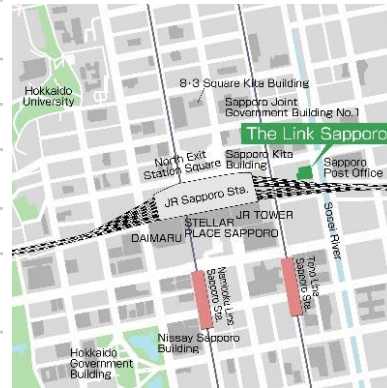 8・3 Square Kita Building
Hokkaido
University
Sapporo Joint
Government Building No.1
The Link Sapporo
North Exit
Station Square
Sapporo Kita
Building
Sapporo
Post Office
JR Sapporo Sta.
JR TOWER
STELLAR
PLACE SAPPORO
DAIMARU
Sosei River
Namboku Line
Sapporo Sta.
Toho Line
Sapporo Sta.
Nissay Sapporo
Building
Hokkaido
Government
Building